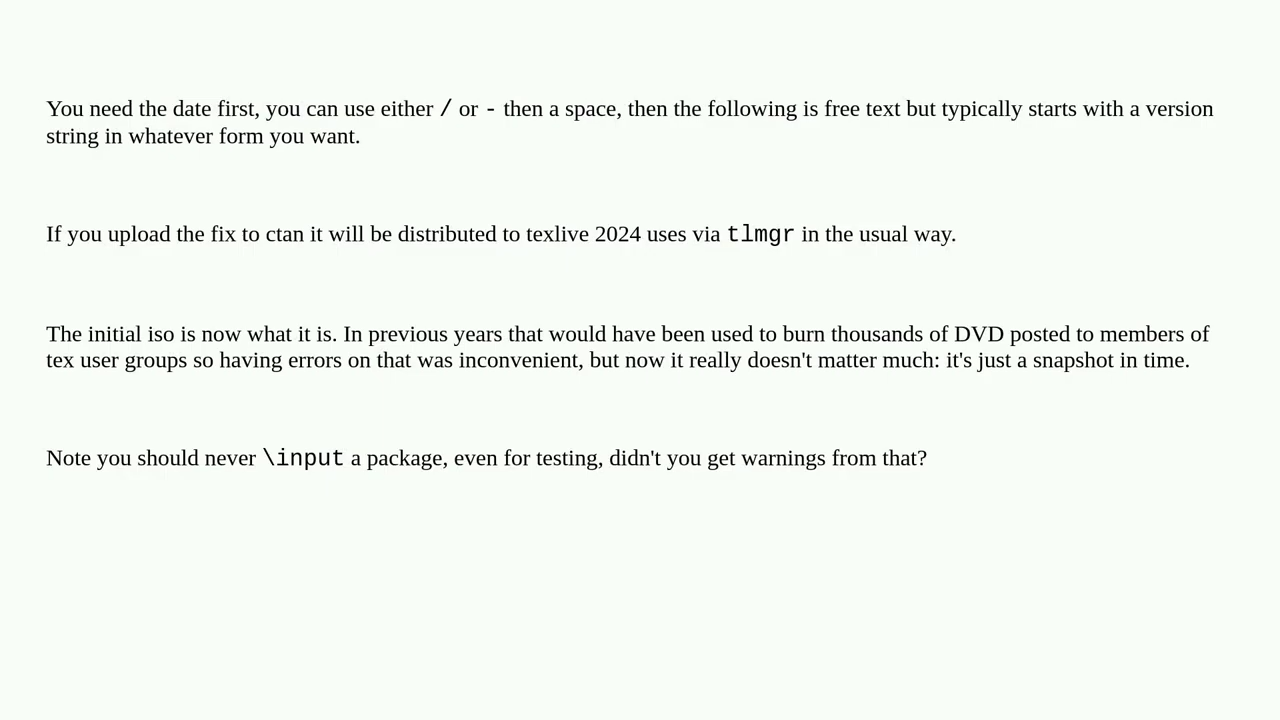 You need the date first, you can use either / or - then a space, then the following is free text but typically starts with a version
string in whatever form you want.
If you upload the fix to ctan it will be distributed to texlive 2024 uses via tlmgr in the usual way.
The initial iso is now what it is. In previous years that would have been used to burn thousands of DVD posted to members of
tex user groups so having errors on that was inconvenient, but now it really doesn't matter much: it's just a snapshot in time.
Note you should never \input a package, even for testing, didn't you get warnings from that?